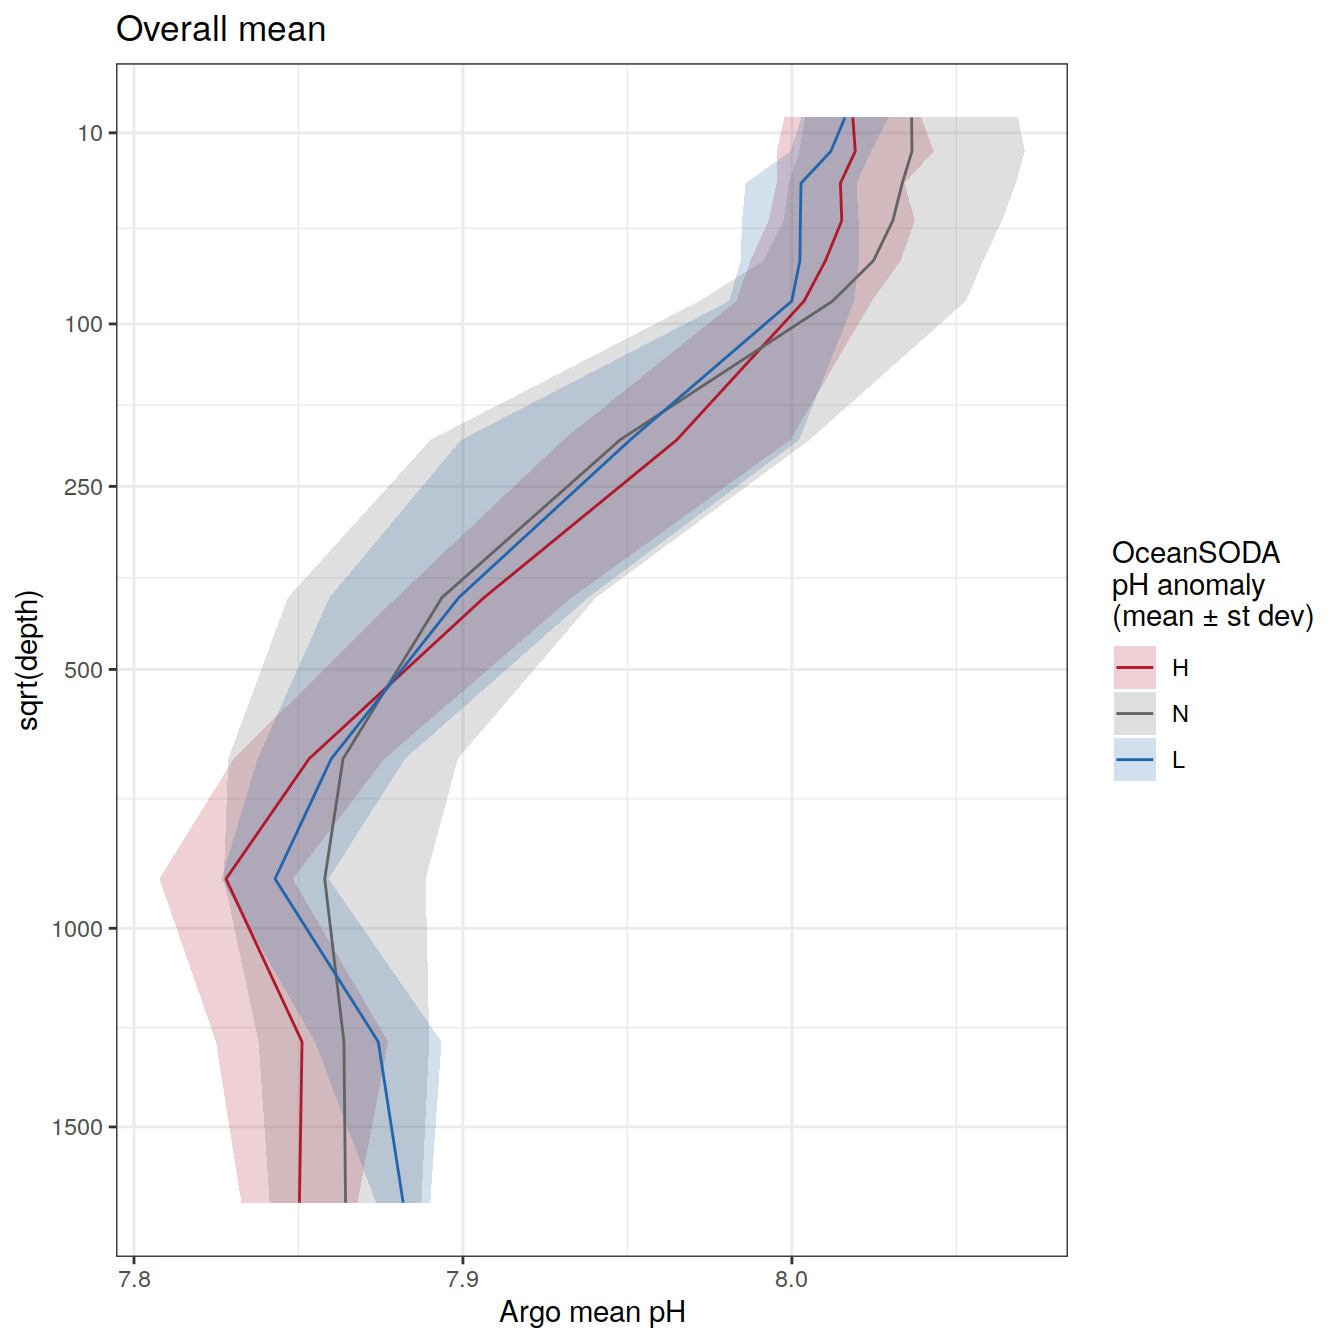 Overall mean
10
100
250
500
1000
1500
sqrt(depth)
7.8
7.9
8.0
Argo mean pH
OceanSODA
pH anomaly
(mean ± st dev)
H
N
L